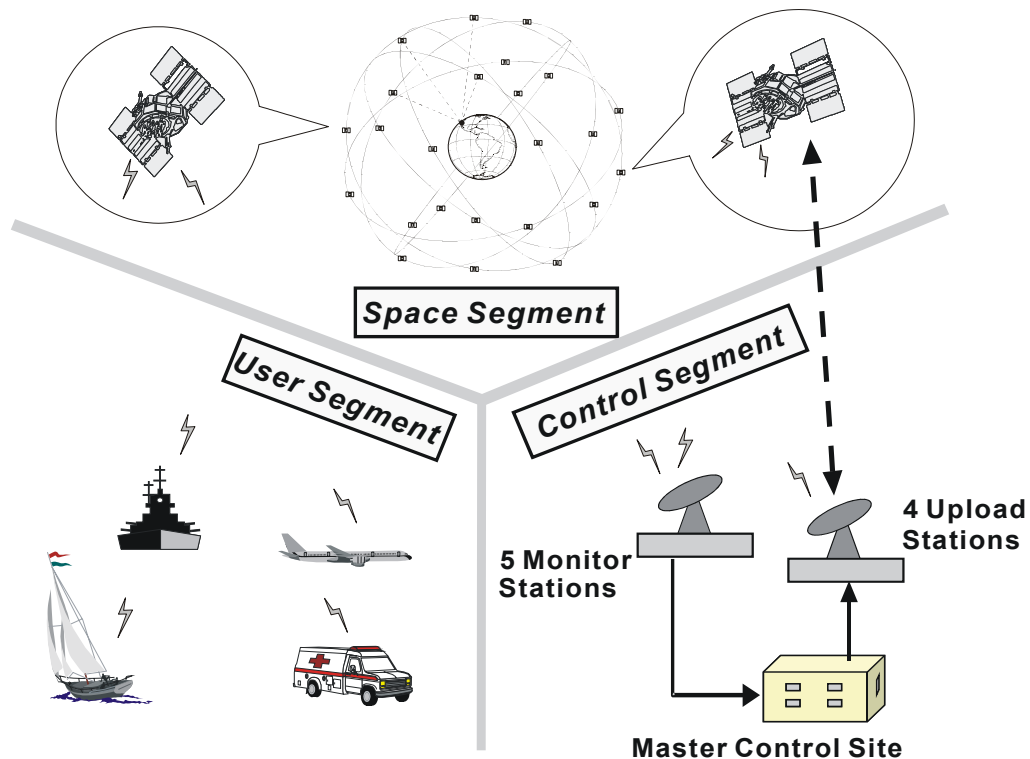 Space Segment
User Segment
Control Segment
5 Monitor
Stations
4 Upload
Stations
Master Control Site